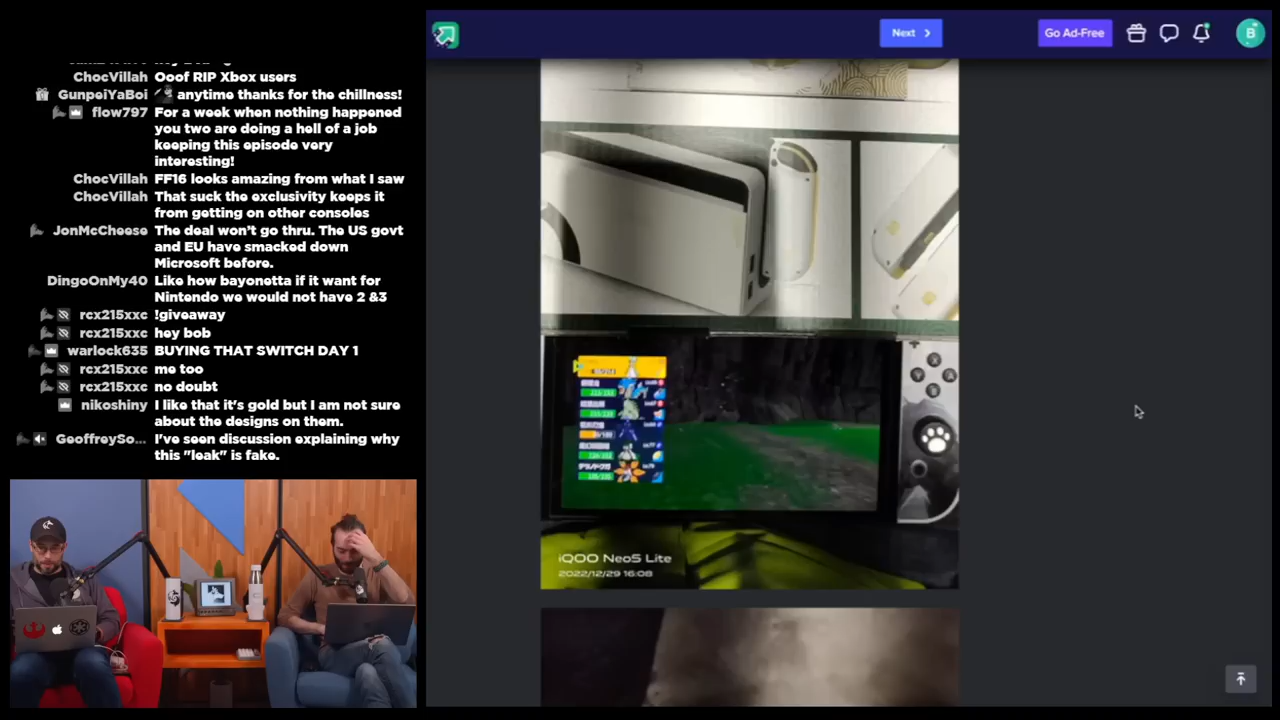 ChocVillah Ooof RIP Xbox users
GunpeiYaBoi anytime thanks for the chillness!
flow797 For a week when nothing happened
you two are doing a hell of a job
keeping this episode very
interesting!
ChocVillah FF16 looks amazing from what I saw
ChocVillah That suck the exclusivity keeps it
from getting on other consoles
JonMcCheese The deal won't go thru. The US govt
and EU have smacked down
Microsoft before.
DingoOnMy40 Like how bayonetta if it want for
Nintendo we would not have 2 &3
rcx215xxc !giveaway
rcx215xxc hey bob
warlock635 BUYING THAT SWITCH DAY 1
rcx215xxc me too
rcx215xxc no doubt
nikoshiny I like that it's gold but I am not sure
about the designs on them.
GeoffreySo... I've seen discussion explaining why
this "leak" is fake.
Next
Go Ad-Free
B
iQOO Neo5 Lite
2022/12/29 16:08